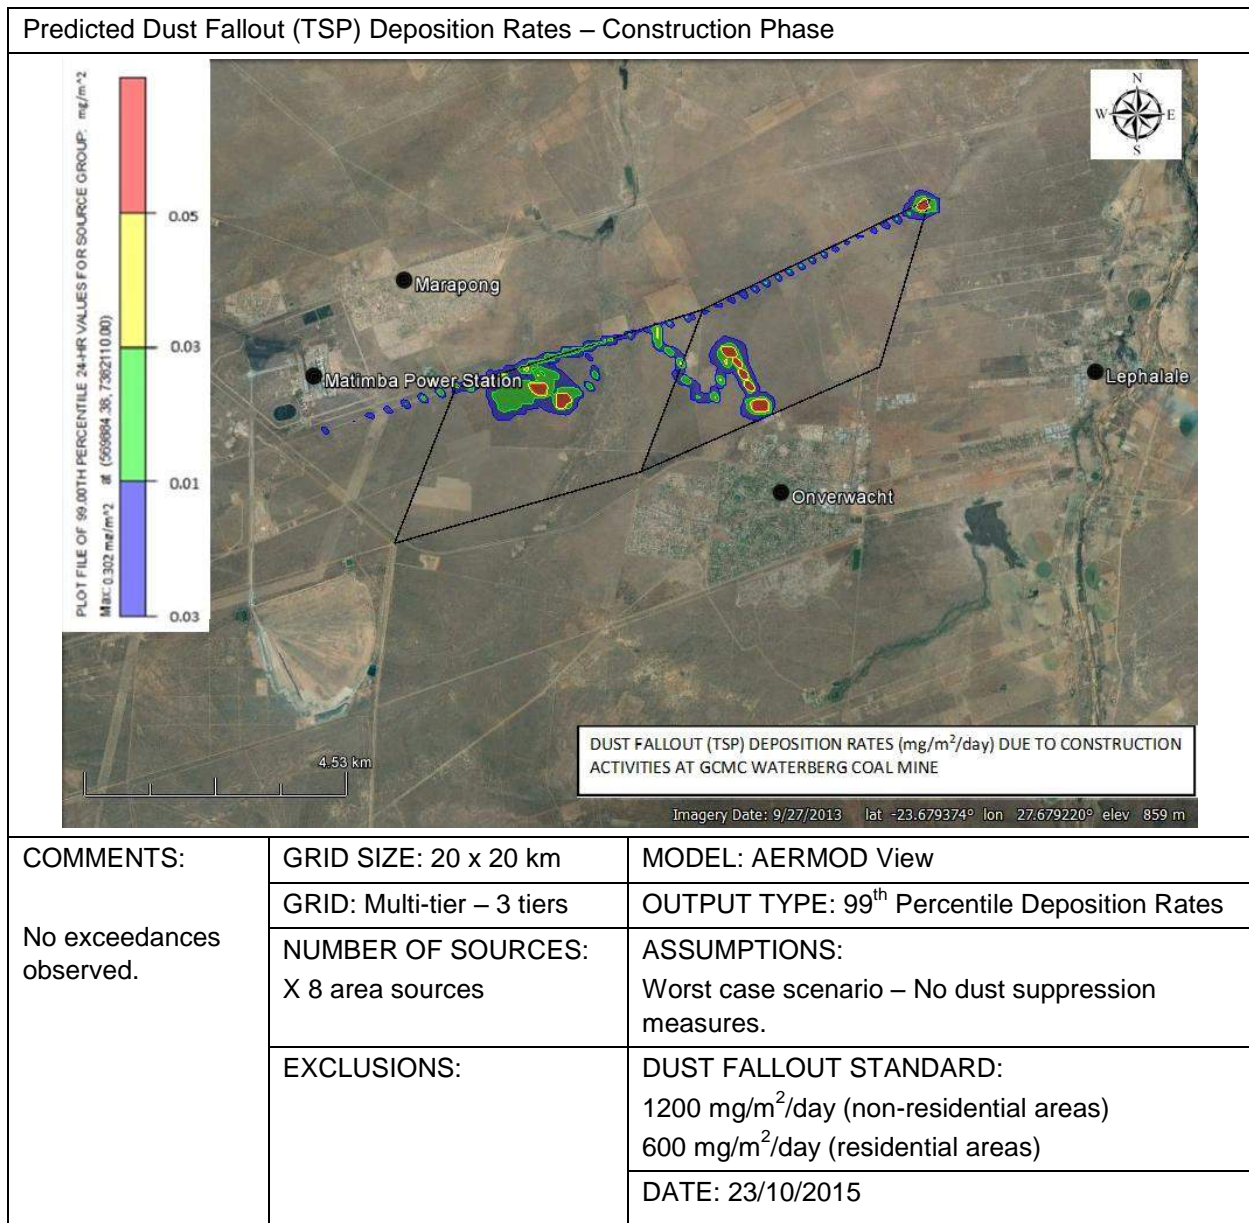 Predicted Dust Fallout (TSP) Deposition Rates – Construction Phase
PLOT FILE OF 99.00TH PERCENTILE 24-HR VALUES FOR SOURCE GROUP: mg/m^2
Max: 0.302 mg/m^2 at (569684.38, 7382110.00)
0.05
0.03
0.01
0.03
N
W
E
S
Marapong
Matimba Power Station
Lephalale
Onverwacht
4.53 km
DUST FALLOUT (TSP) DEPOSITION RATES (mg/m²/day) DUE TO CONSTRUCTION
ACTIVITIES AT GCMC WATERBERG COAL MINE
Imagery Date: 9/27/2013 lat -23.679374° lon 27.679220° elev 859 m
COMMENTS:
No exceedances
observed.
GRID SIZE: 20 x 20 km
MODEL: AERMOD View
GRID: Multi-tier – 3 tiers
OUTPUT TYPE: 99th Percentile Deposition Rates
NUMBER OF SOURCES:
X 8 area sources
ASSUMPTIONS:
Worst case scenario – No dust suppression
measures.
EXCLUSIONS:
DUST FALLOUT STANDARD:
1200 mg/m²/day (non-residential areas)
600 mg/m²/day (residential areas)
DATE: 23/10/2015